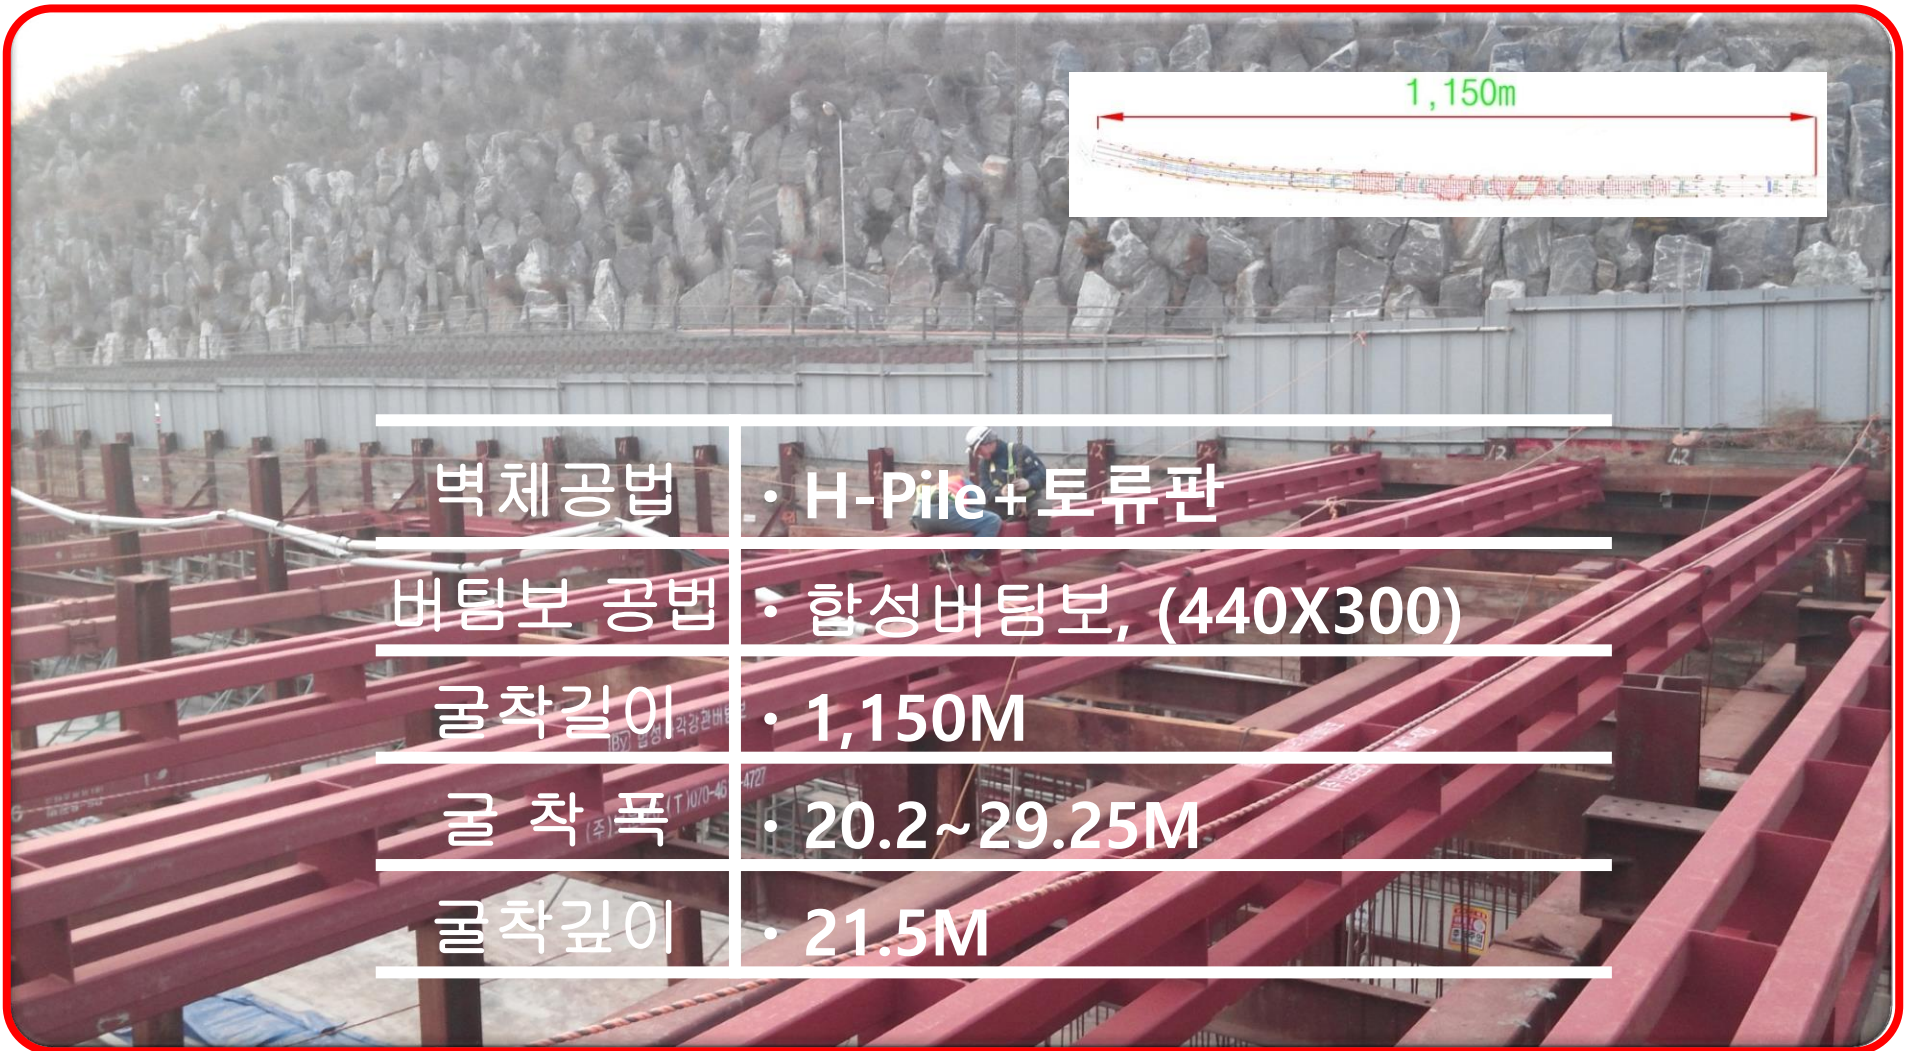 1,150m
벽체공법 · H-Pile+토류판
버팀보 공법 · 합성버팀보, (440X300)
굴착길이 · 1,150M
굴 착 폭 · 20.2~29.25M
굴착깊이 · 21.5M